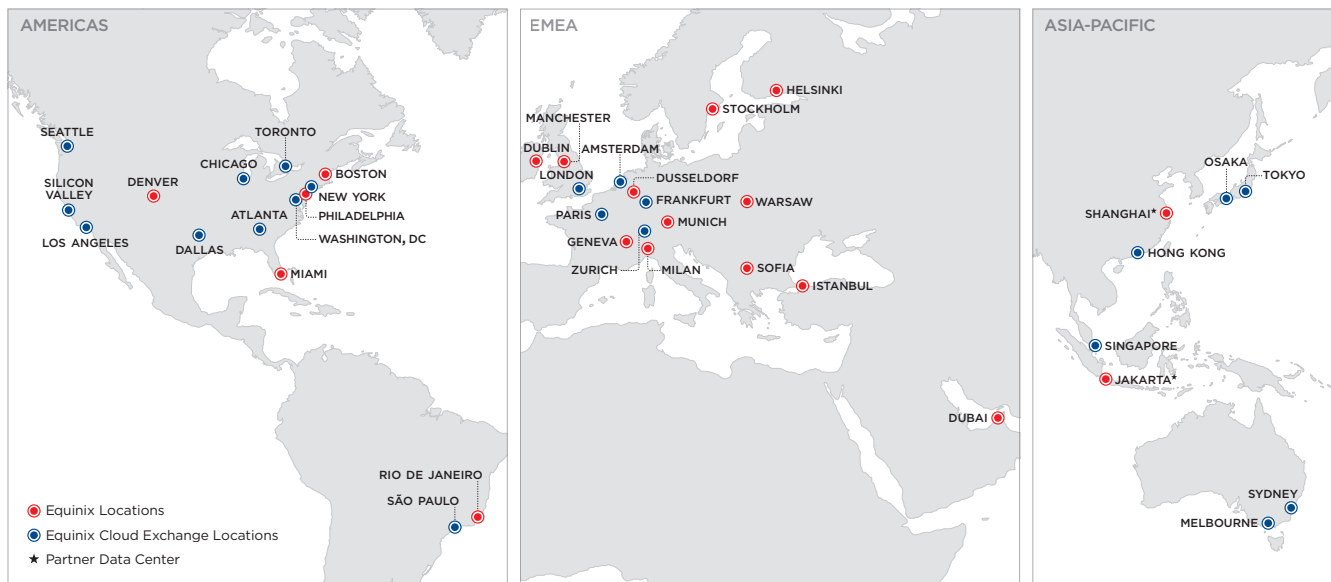 AMERICAS
SEATTLE
TORONTO
CHICAGO
BOSTON
SILICON
VALLEY
DENVER
NEW YORK
PHILADELPHIA
ATLANTA
LOS ANGELES
DALLAS
WASHINGTON, DC
MIAMI
RIO DE JANEIRO
SÃO PAULO
Equinix Locations
Equinix Cloud Exchange Locations
★ Partner Data Center
EMEA
HELSINKI
STOCKHOLM
MANCHESTER
DUBLIN
AMSTERDAM
LONDON
DUSSELDORF
FRANKFURT
WARSAW
PARIS
MUNICH
GENEVA
ZURICH
MILAN
SOFIA
ISTANBUL
DUBAI
ASIA-PACIFIC
OSAKA
TOKYO
SHANGHAI★
HONG KONG
SINGAPORE
JAKARTA★
SYDNEY
MELBOURNE